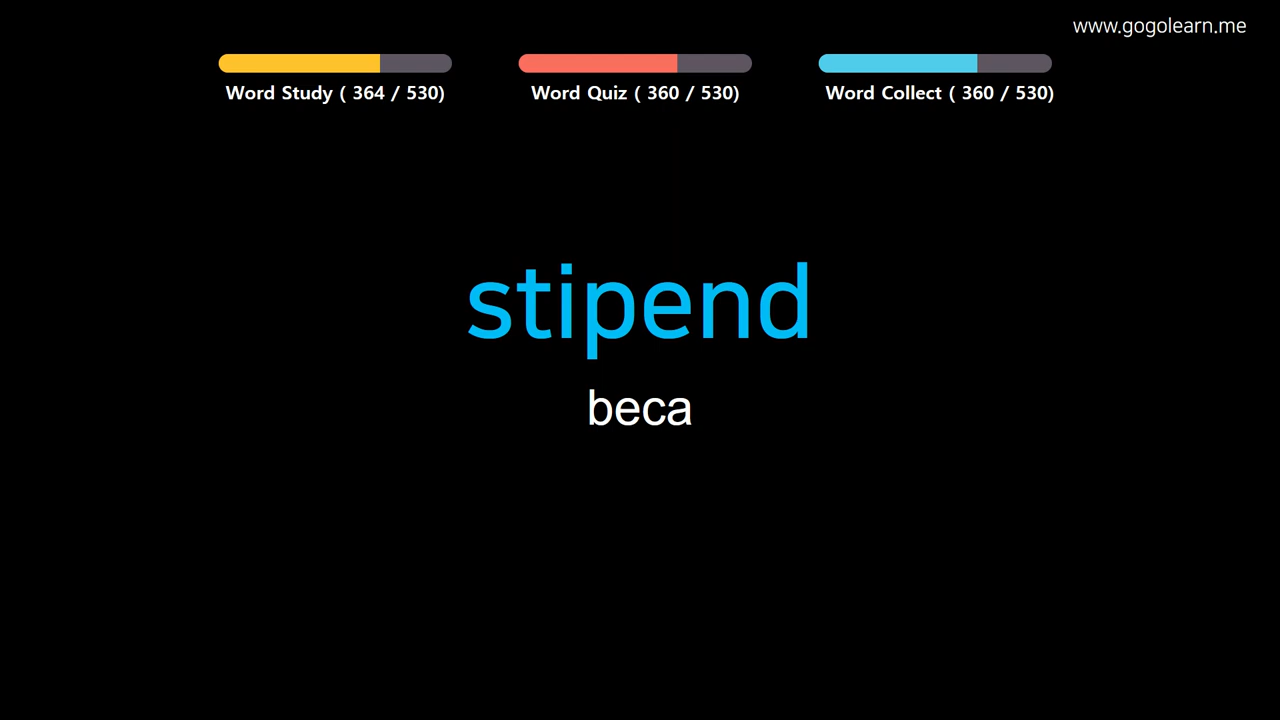 www.gogolearn.me
Word Study ( 364 / 530)
Word Quiz ( 360 / 530)
Word Collect ( 360 / 530)
stipend
beca